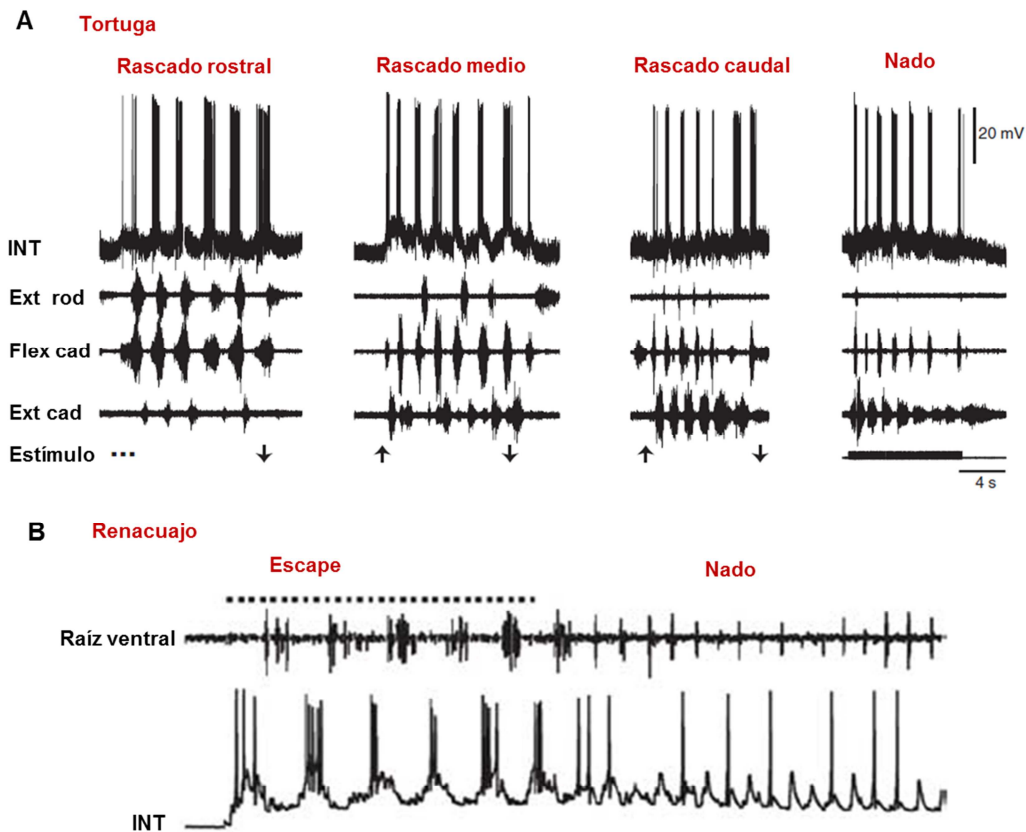 A
Tortuga
Rascado rostral
Rascado medio
Rascado caudal
Nado
20 mV
INT
Ext rod
Flex cad
Ext cad
Estímulo
4 s
B
Renacuajo
Escape
Nado
Raíz ventral
INT